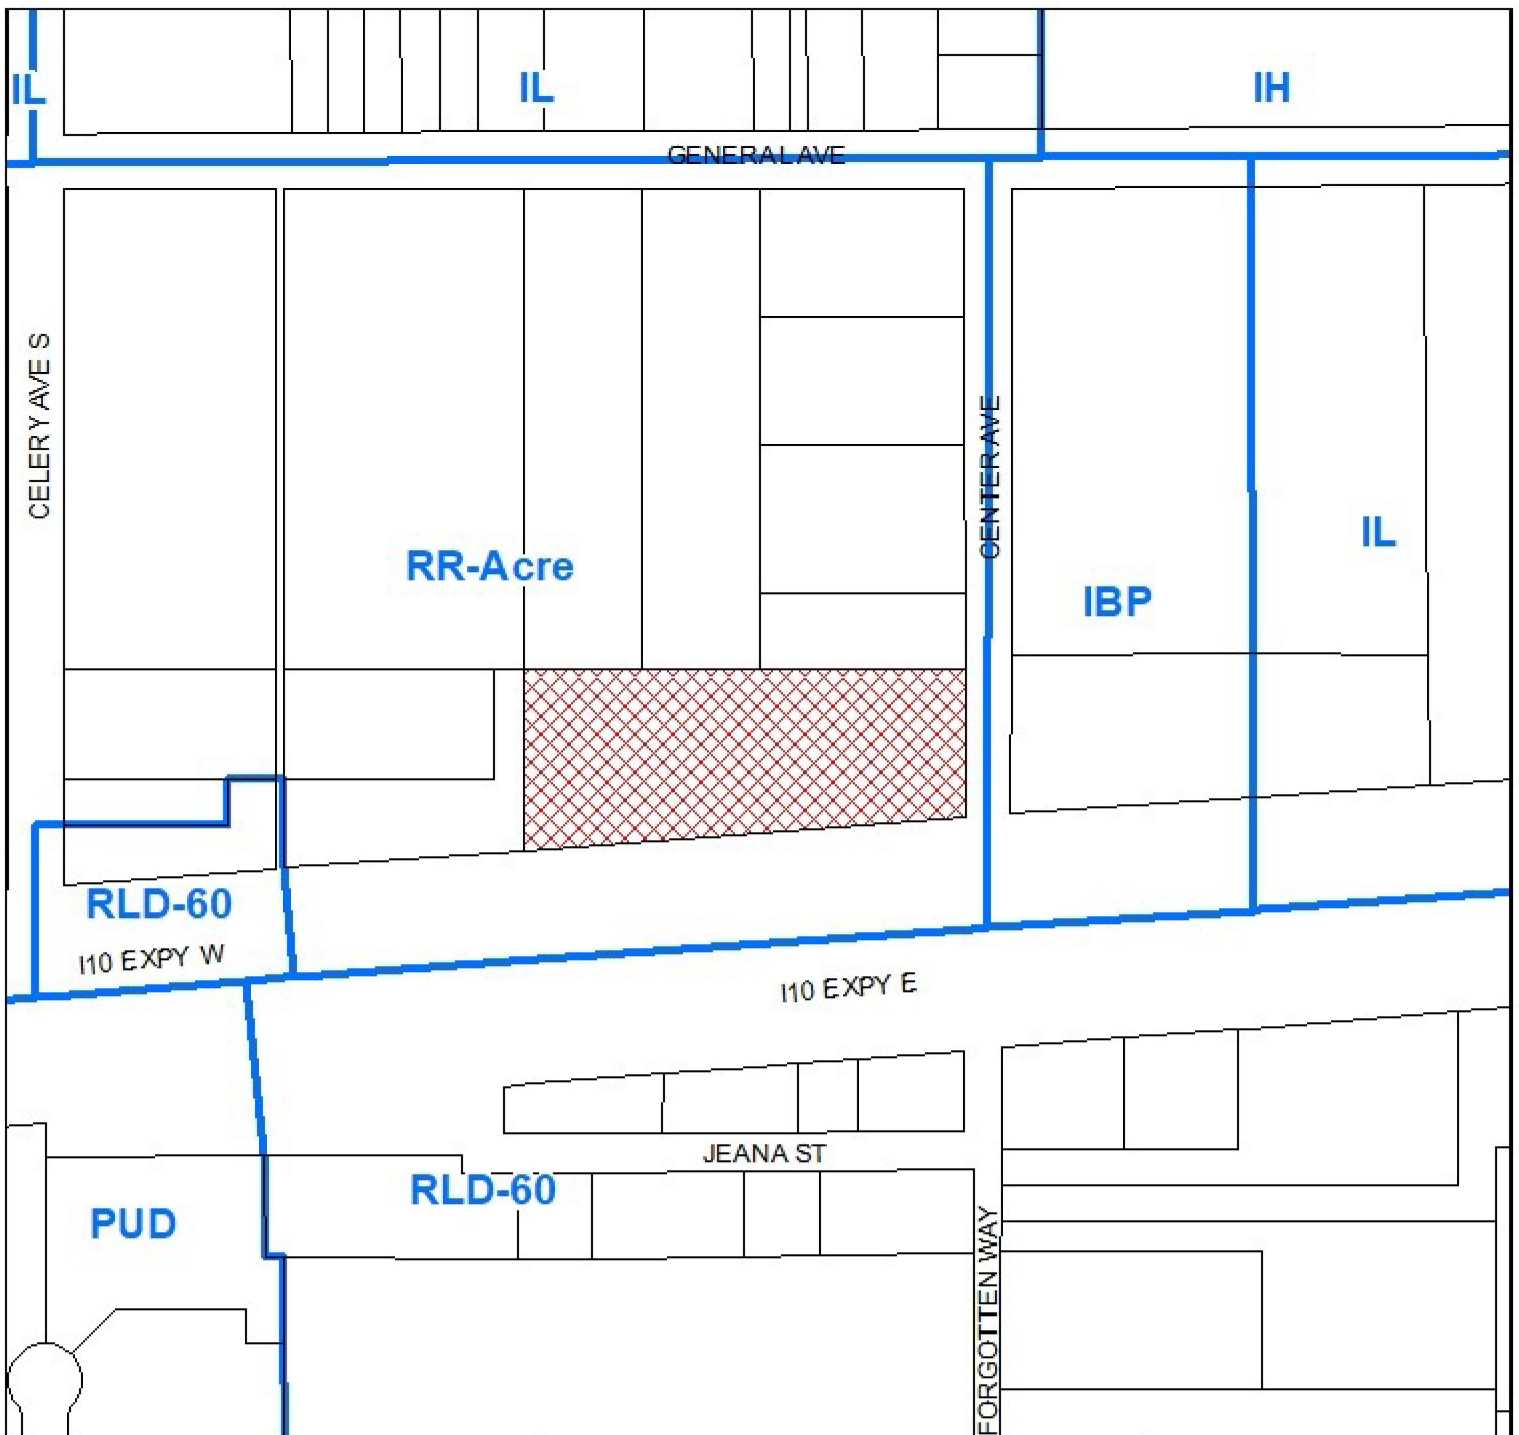 IL
IL
IH
GENERAL AVE
CELERY AVE S
CENTER AVE
RR-Acre
IL
IBP
RLD-60
I10 EXPY W
I10 EXPY E
JEANA ST
RLD-60
PUD
FORGOTTEN WAY